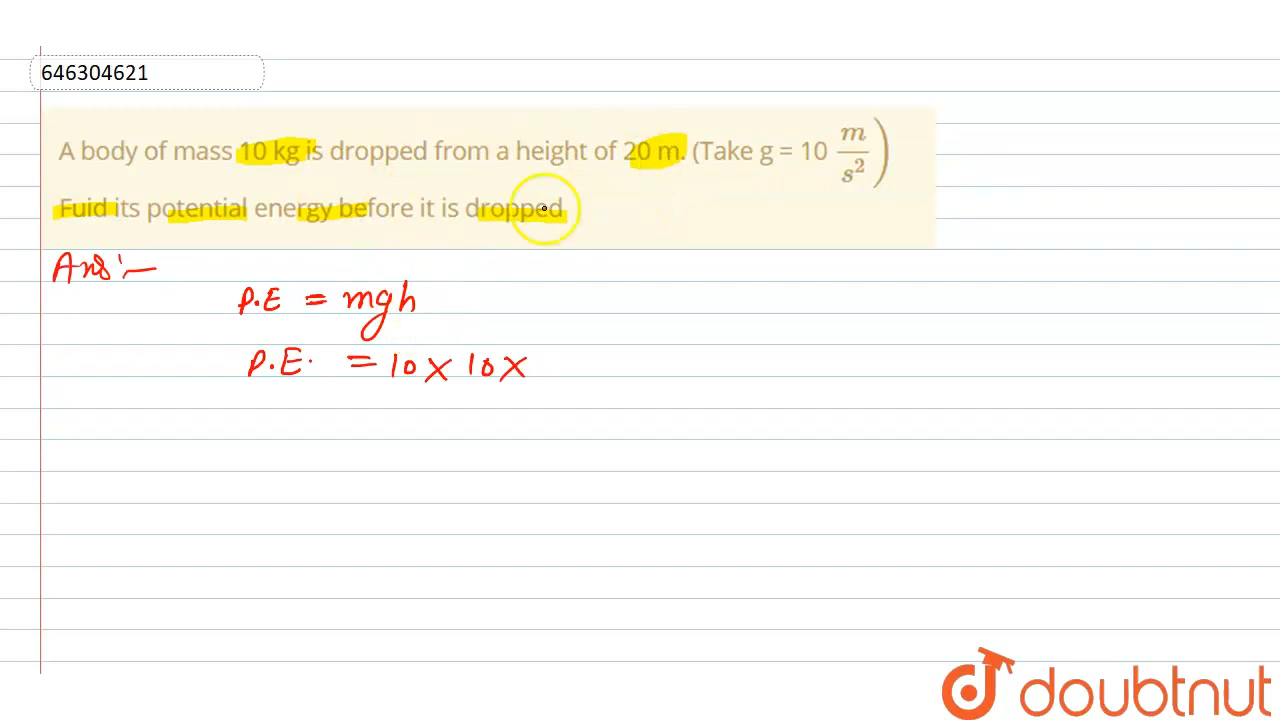 646304621
A body of mass 10 kg is dropped from a height of 20 m. (Take g = 10 m/s²)
Fuid its potential energy before it is dropped
Ans:-
P.E = mgh
P.E. = 10 x 10 x
doubtnut